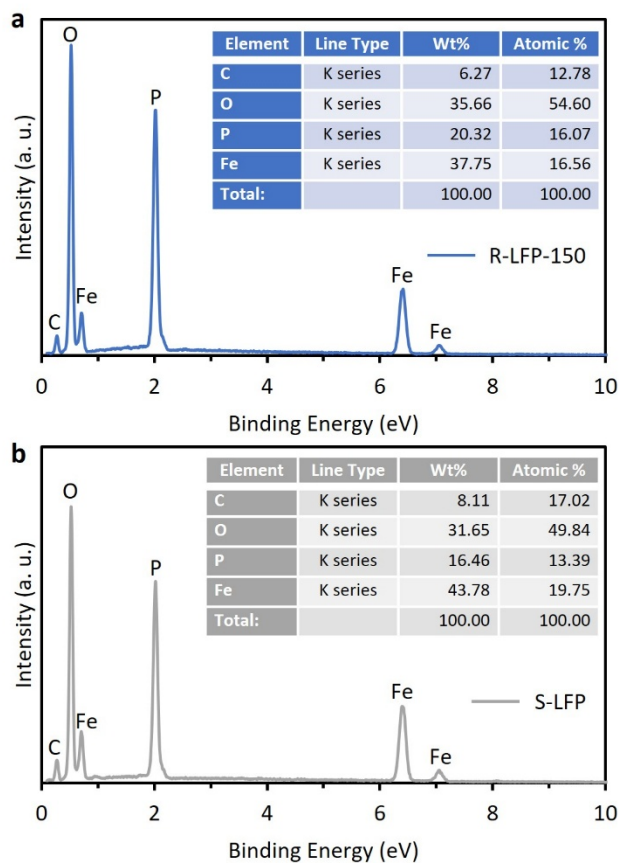 a
O
P
C
Fe
Fe
Fe
Element Line Type Wt% Atomic %
C K series 6.27 12.78
O K series 35.66 54.60
P K series 20.32 16.07
Fe K series 37.75 16.56
Total: 100.00 100.00
R-LFP-150
Intensity (a. u.)
0 2 4 6 8 10
Binding Energy (eV)
b
O
P
C
Fe
Fe
Fe
Element Line Type Wt% Atomic %
C K series 8.11 17.02
O K series 31.65 49.84
P K series 16.46 13.39
Fe K series 43.78 19.75
Total: 100.00 100.00
S-LFP
Intensity (a. u.)
0 2 4 6 8 10
Binding Energy (eV)